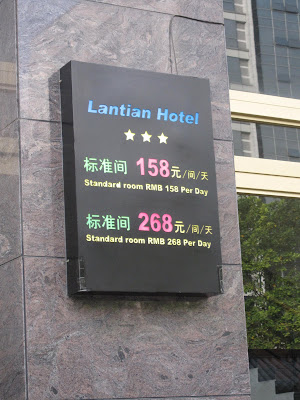 Lantian Hotel
标准间 158元/间/天
Standard room RMB 158 Per Day
标准间 268元/间/天
Standard room RMB 268 Per Day